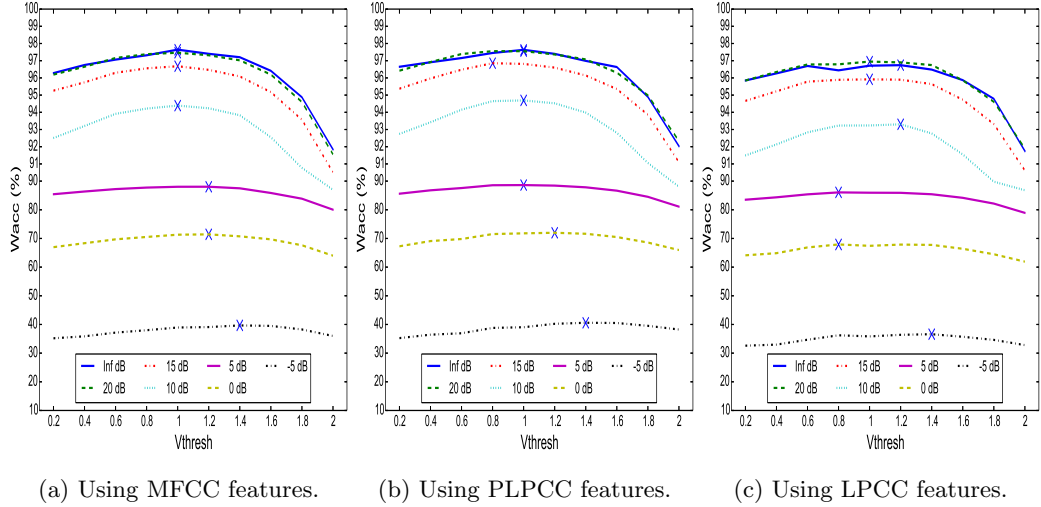 100
99
98
97
96
95
94
93
92
91
90
80
70
60
50
40
30
20
10
Wacc (%)
Inf dB
20 dB
15 dB
10 dB
5 dB
0 dB
-5 dB
0.2 0.4 0.6 0.8 1 1.2 1.4 1.6 1.8 2
Vthresh
(a) Using MFCC features.
100
99
98
97
96
95
94
93
92
91
90
80
70
60
50
40
30
20
10
Wacc (%)
Inf dB
20 dB
15 dB
10 dB
5 dB
0 dB
-5 dB
0.2 0.4 0.6 0.8 1 1.2 1.4 1.6 1.8 2
Vthresh
(b) Using PLPCC features.
100
99
98
97
96
95
94
93
92
91
90
80
70
60
50
40
30
20
10
Wacc (%)
Inf dB
20 dB
15 dB
10 dB
5 dB
0 dB
-5 dB
0.2 0.4 0.6 0.8 1 1.2 1.4 1.6 1.8 2
Vthresh
(c) Using LPCC features.